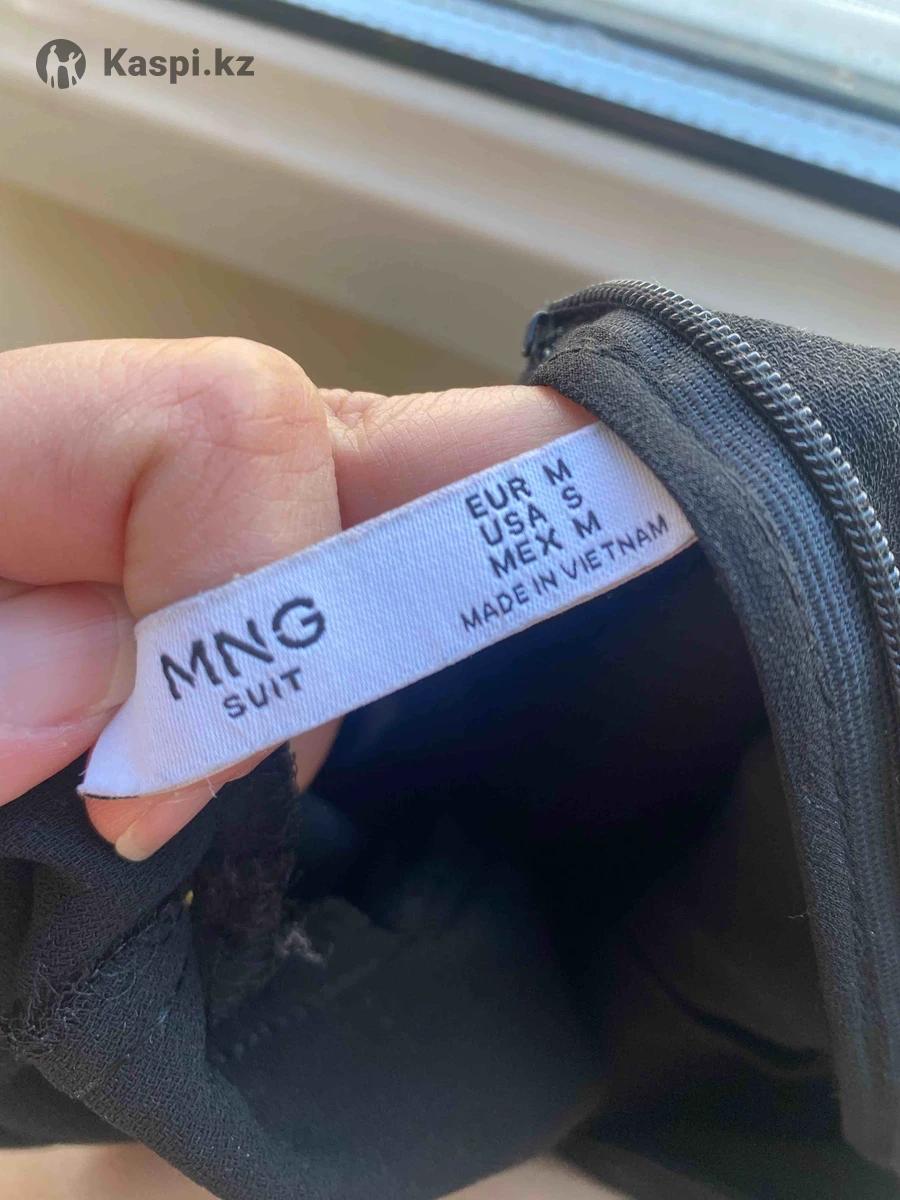 Kaspi.kz
MNG
SUIT
EUR M
USA S
MEX M
MADE IN VIETNAM